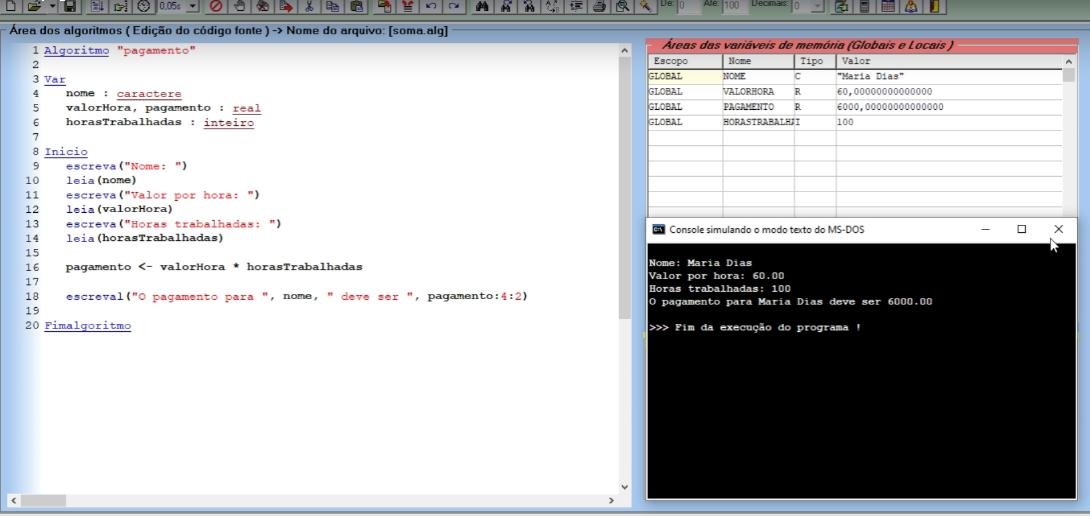 0,05s De: 0 Até: 100 Decimais: 0
Área dos algoritmos ( Edição do código fonte ) -> Nome do arquivo: [soma.alg]
1 Algoritmo "pagamento"
2
3 Var
4 nome : caractere
5 valorHora, pagamento : real
6 horasTrabalhadas : inteiro
7
8 Inicio
9 escreva("Nome: ")
10 leia(nome)
11 escreva("Valor por hora: ")
12 leia(valorHora)
13 escreva("Horas trabalhadas: ")
14 leia(horasTrabalhadas)
15
16 pagamento <- valorHora * horasTrabalhadas
17
18 escreval("O pagamento para ", nome, " deve ser ", pagamento:4:2)
19
20 Fimalgoritmo
Áreas das variáveis de memória (Globais e Locais )
Escopo Nome Tipo Valor
GLOBAL NOME C "Maria Dias"
GLOBAL VALORHORA R 60,00000000000000
GLOBAL PAGAMENTO R 6000,00000000000000
GLOBAL HORASTRABALH I 100
Console simulando o modo texto do MS-DOS
Nome: Maria Dias
Valor por hora: 60.00
Horas trabalhadas: 100
O pagamento para Maria Dias deve ser 6000.00
>>> Fim da execução do programa !